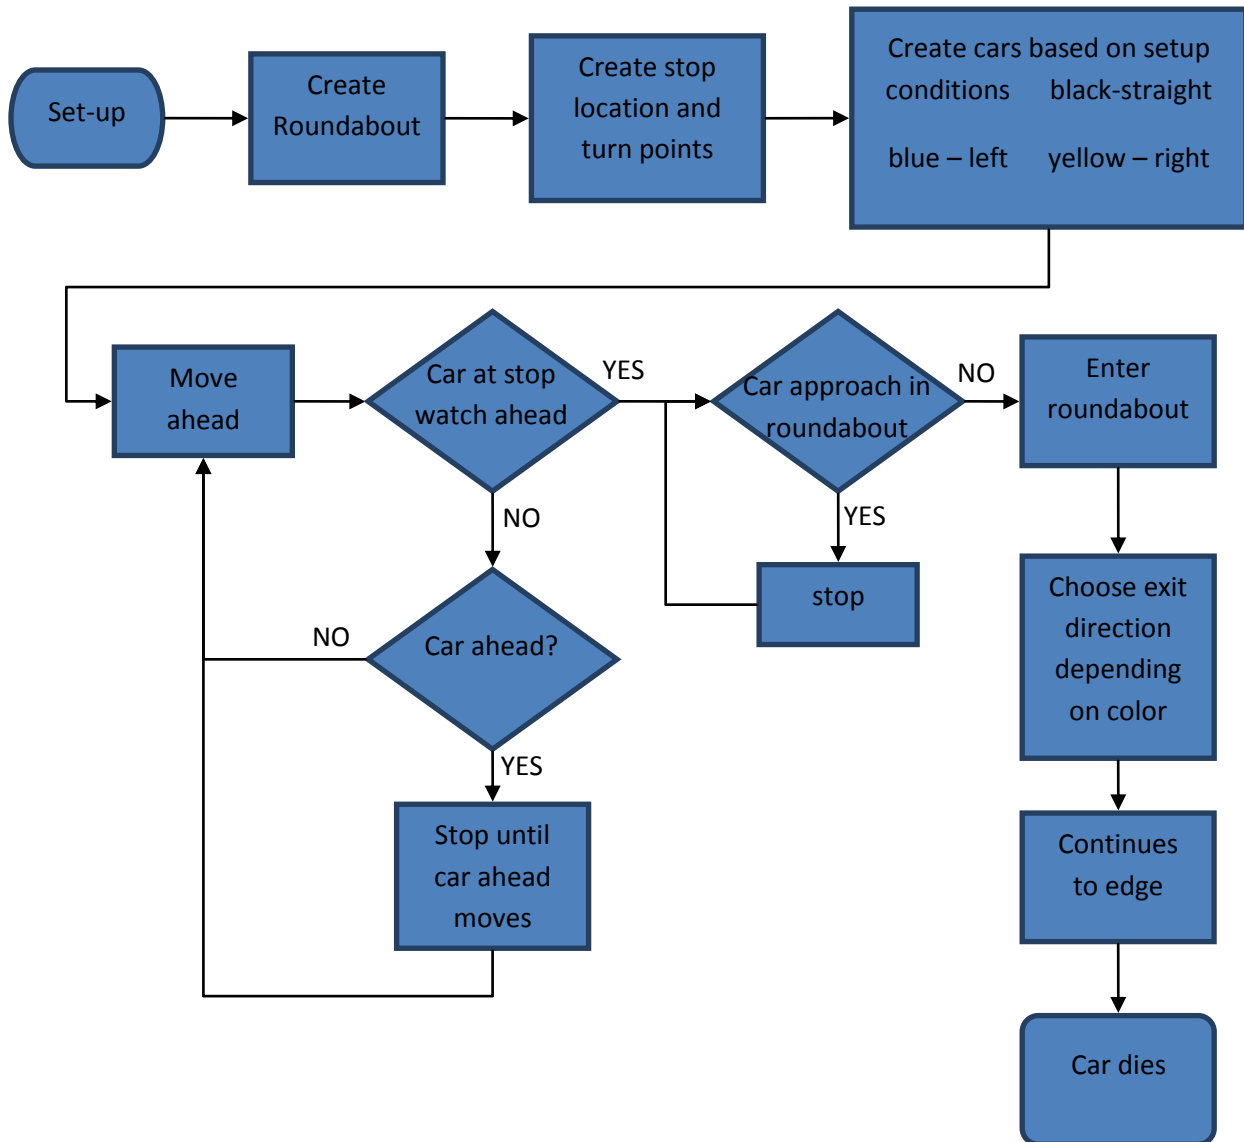 Set-up
Create
Roundabout
Create stop
location and
turn points
Create cars based on setup
conditions black-straight
blue – left yellow – right
Move
ahead
Car at stop
watch ahead
YES
Car approach in
roundabout
NO
Enter
roundabout
NO
YES
Car ahead?
NO
stop
Choose exit
direction
depending
on color
YES
Stop until
car ahead
moves
Continues
to edge
Car dies